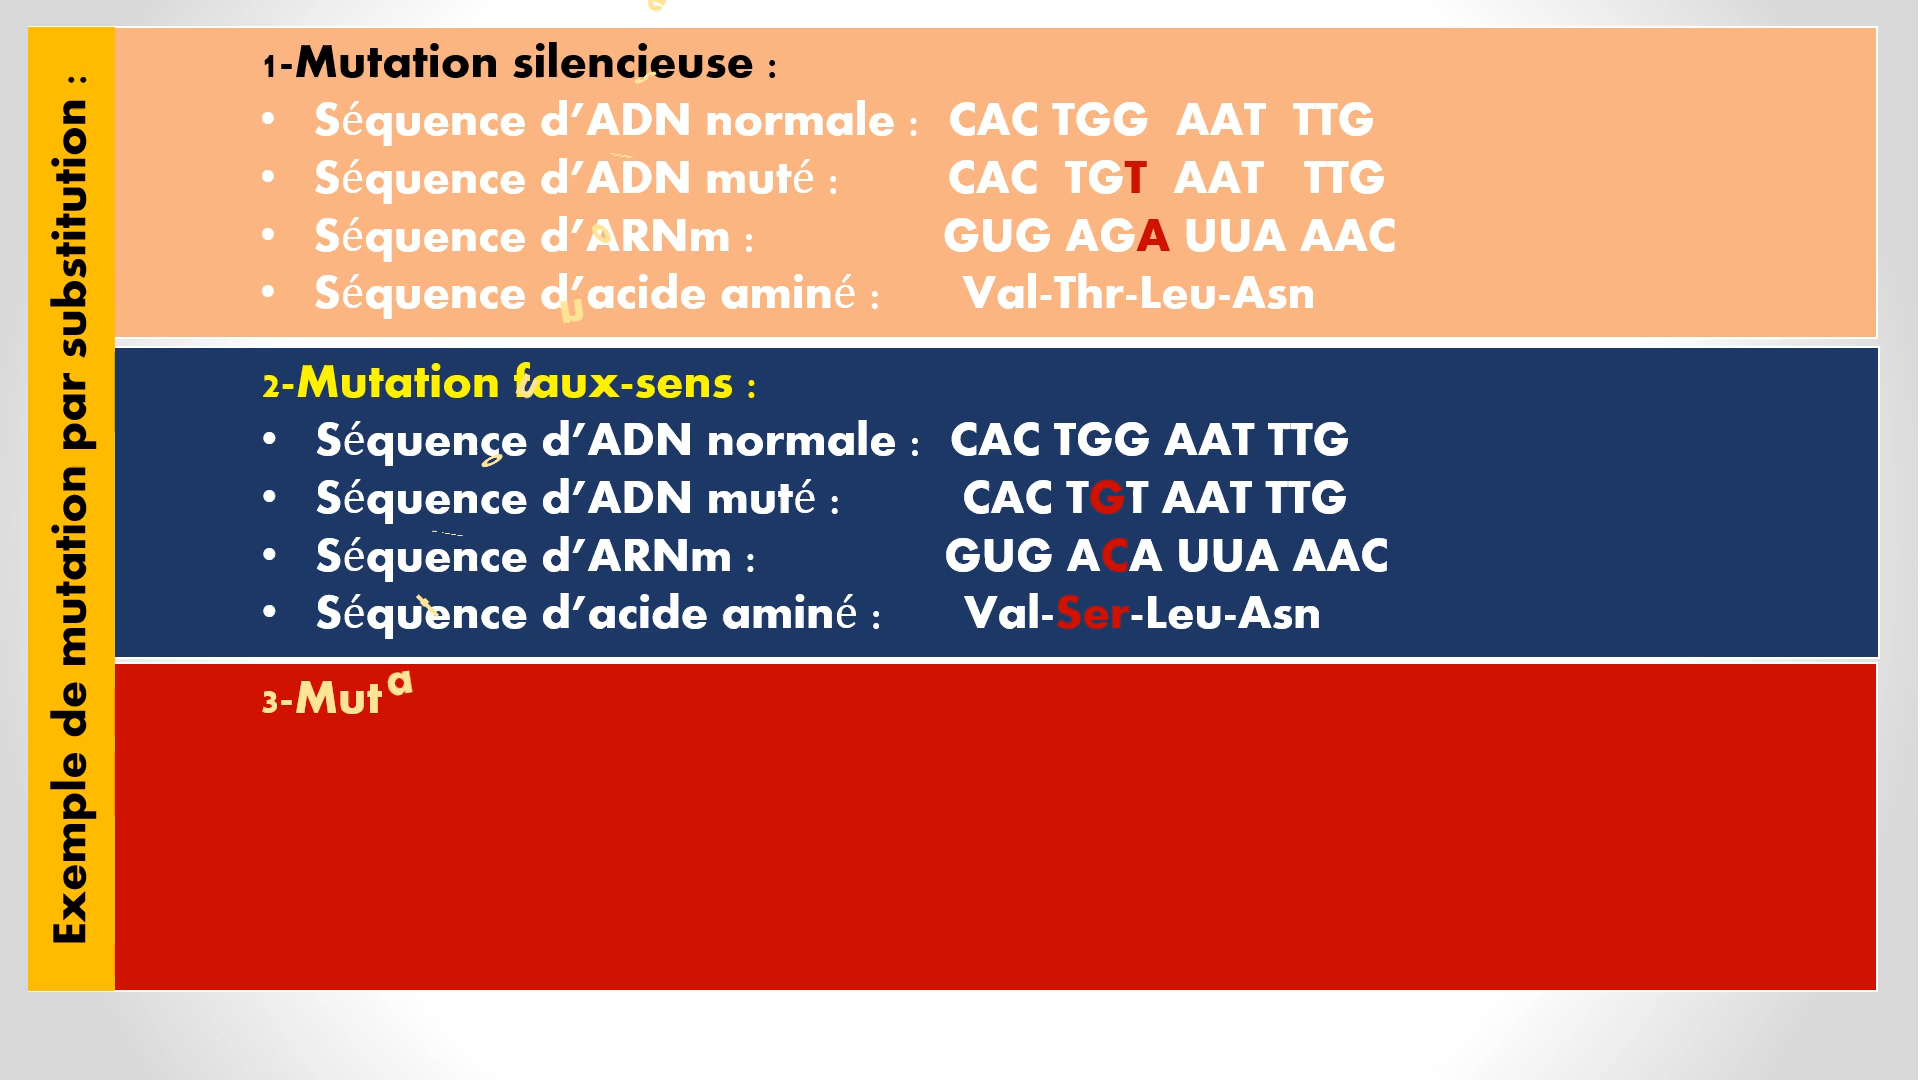 Exemple de mutation par substitution :
1-Mutation silencieuse :
• Séquence d’ADN normale : CAC TGG AAT TTG
• Séquence d’ADN muté : CAC TGT AAT TTG
• Séquence d’ARNm : GUG AGA UUA AAC
• Séquence d’acide aminé : Val-Thr-Leu-Asn
2-Mutation faux-sens :
• Séquence d’ADN normale : CAC TGG AAT TTG
• Séquence d’ADN muté : CAC TGT AAT TTG
• Séquence d’ARNm : GUG ACA UUA AAC
• Séquence d’acide aminé : Val-Ser-Leu-Asn
3-Muta